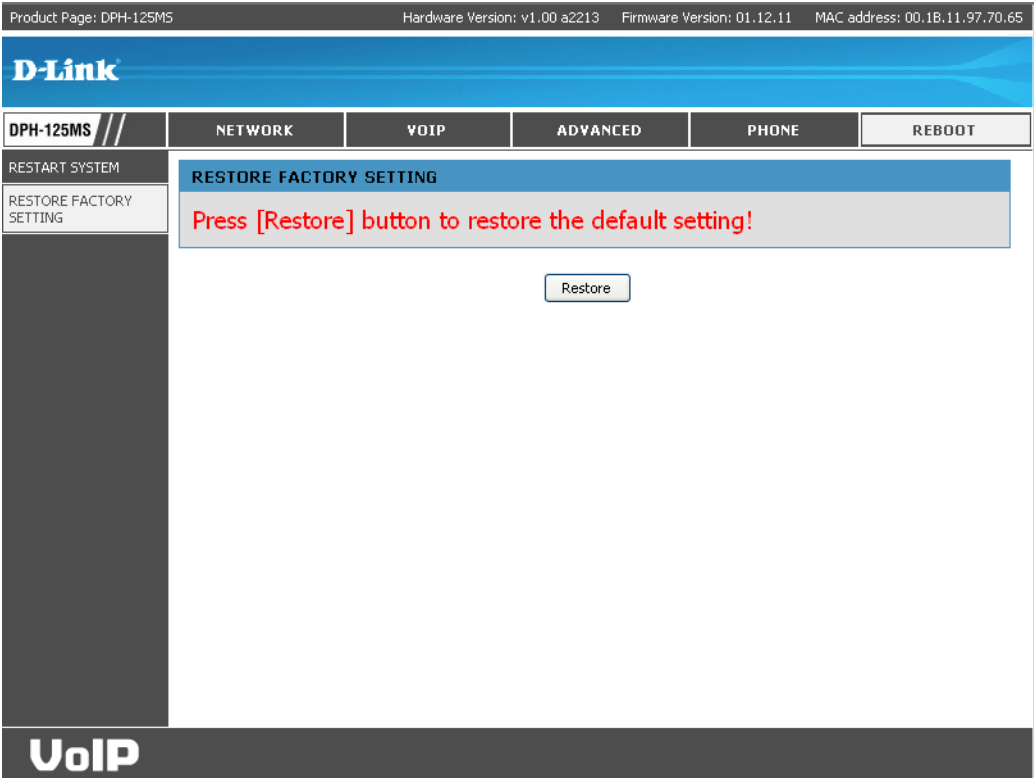 Product Page: DPH-125MS Hardware Version: v1.00 a2213 Firmware Version: 01.12.11 MAC address: 00.1B.11.97.70.65
D-Link
DPH-125MS NETWORK VOIP ADVANCED PHONE REBOOT
RESTART SYSTEM
RESTORE FACTORY
SETTING
RESTORE FACTORY SETTING
Press [Restore] button to restore the default setting!
Restore
VoIP